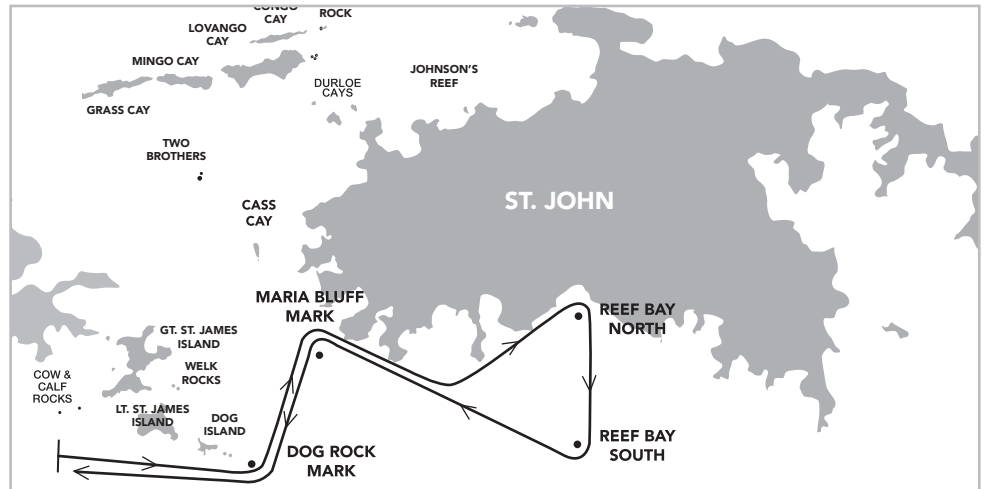 CONGO
CAY
ROCK
LOVANGO
CAY
MINGO CAY
GRASS CAY
DURLOE
CAYS
JOHNSON'S
REEF
TWO
BROTHERS
CASS
CAY
ST. JOHN
MARIA BLUFF
MARK
REEF BAY
NORTH
GT. ST. JAMES
ISLAND
WELK
ROCKS
COW &
CALF
ROCKS
LT. ST. JAMES
ISLAND
DOG
ISLAND
DOG ROCK
MARK
REEF BAY
SOUTH